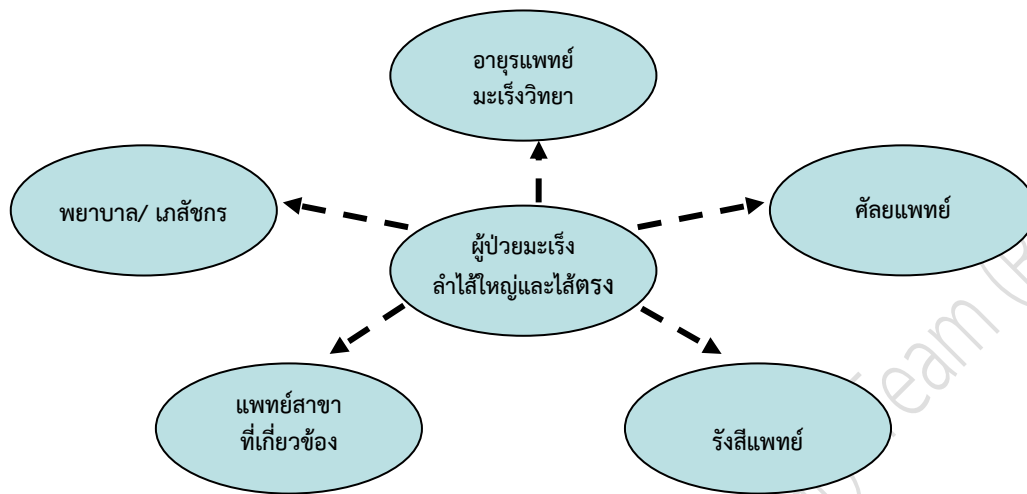 อายุรแพทย์
มะเร็งวิทยา
พยาบาล/ เภสัชกร
ศัลยแพทย์
ผู้ป่วยมะเร็ง
ลำไส้ใหญ่และไส้ตรง
แพทย์สาขา
ที่เกี่ยวข้อง
รังสีแพทย์
Team